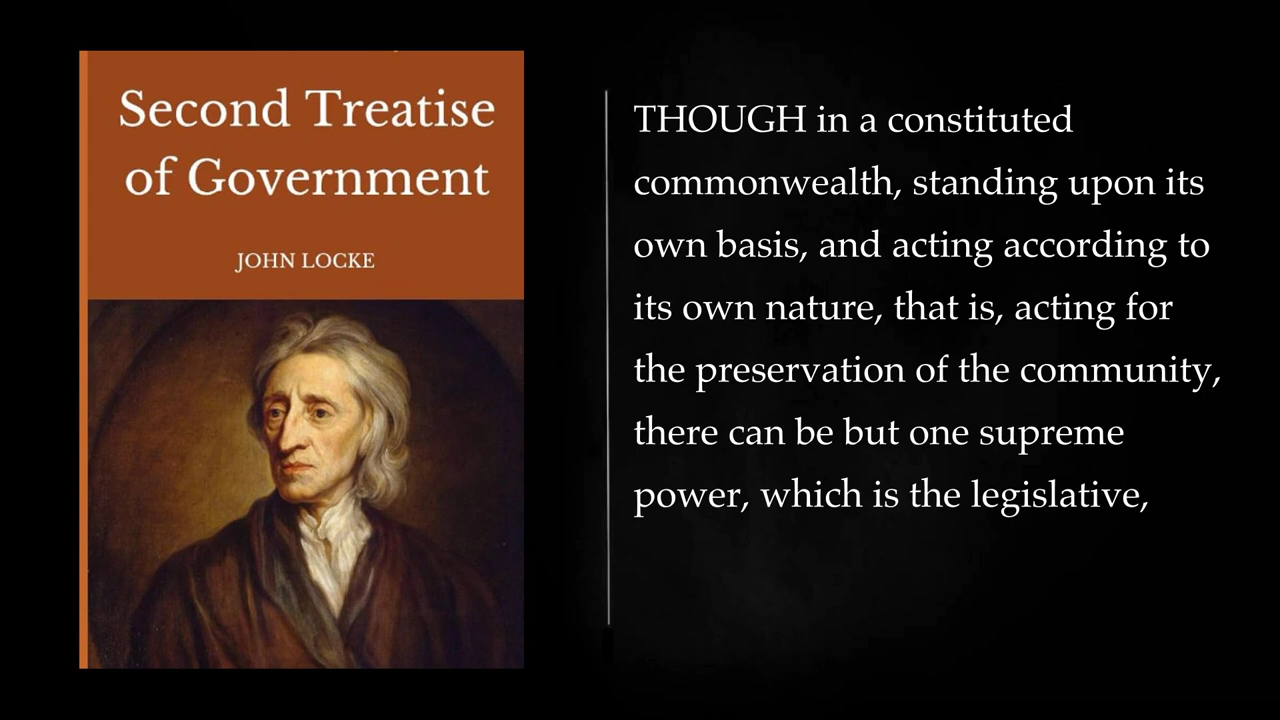 Second Treatise
of Government
JOHN LOCKE
THOUGH in a constituted
commonwealth, standing upon its
own basis, and acting according to
its own nature, that is, acting for
the preservation of the community,
there can be but one supreme
power, which is the legislative,